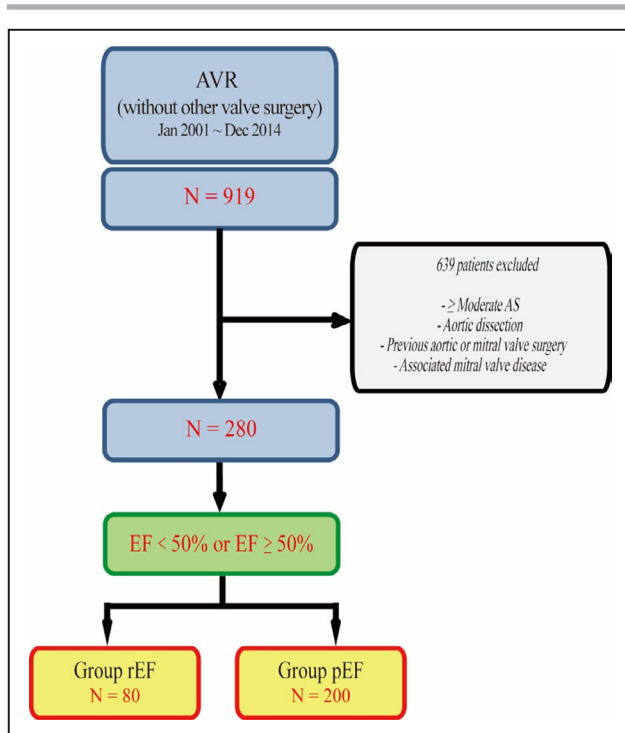 AVR
(without other valve surgery)
Jan 2001 ~ Dec 2014
N = 919
639 patients excluded
- ≥ Moderate AS
- Aortic dissection
- Previous aortic or mitral valve surgery
- Associated mitral valve disease
N = 280
EF < 50% or EF ≥ 50%
Group rEF
N = 80
Group pEF
N = 200